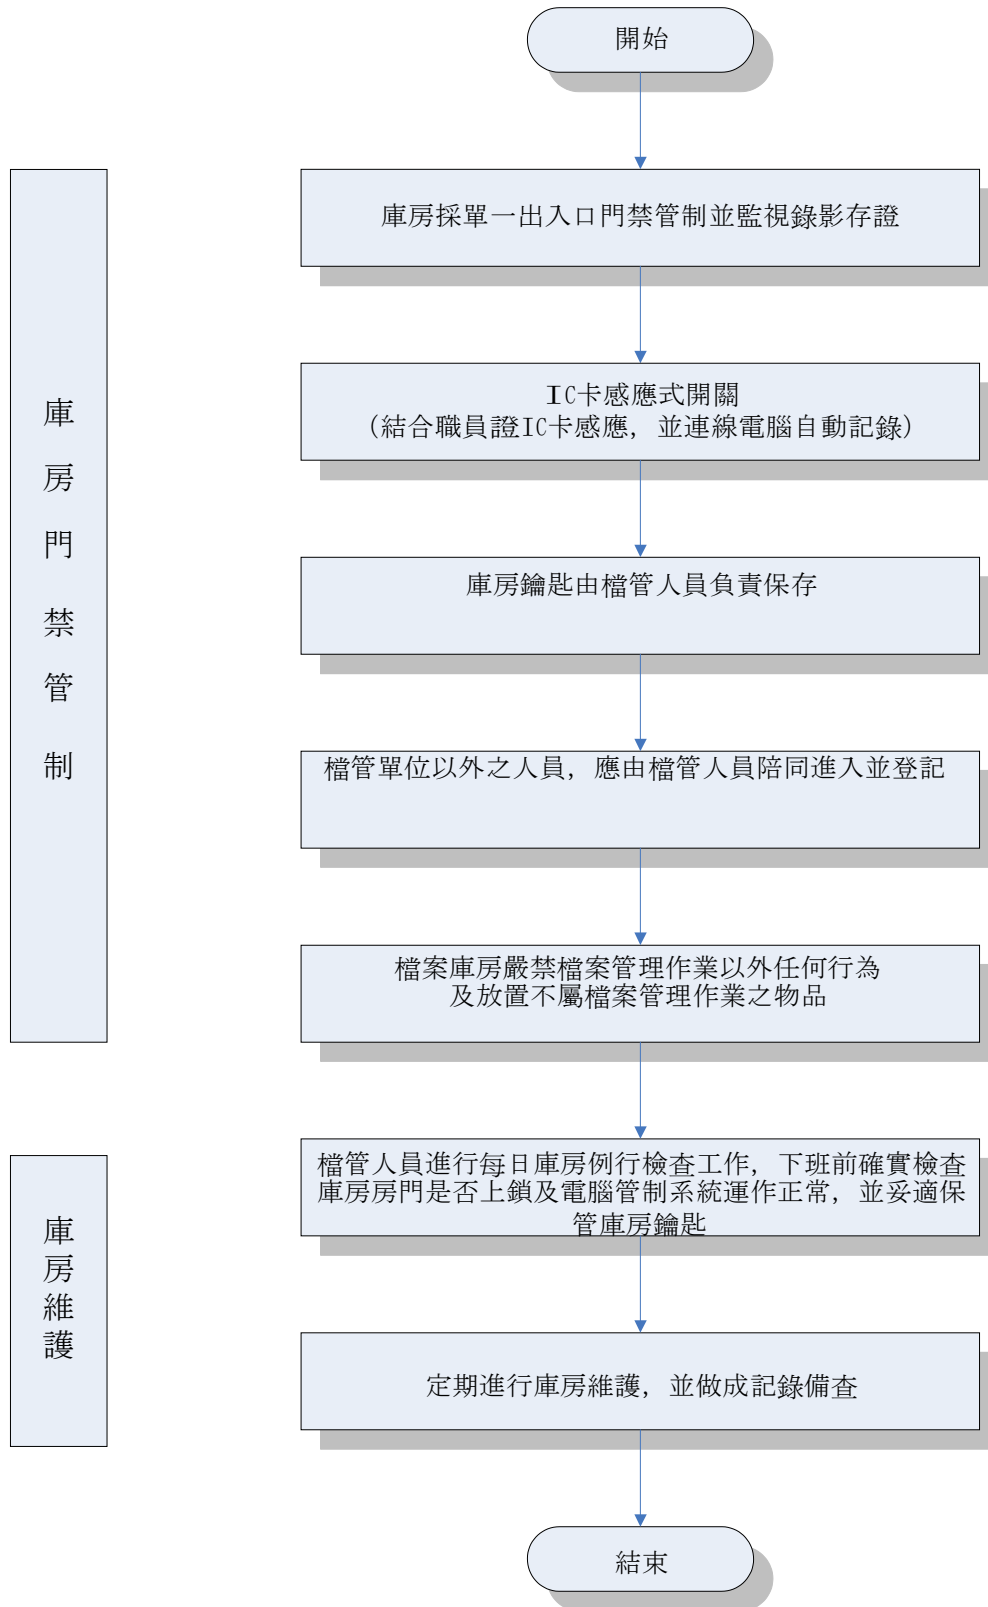 開始
庫房門禁管制
庫房採單一出入口門禁管制並監視錄影存證
IC卡感應式開關
（結合職員證IC卡感應，並連線電腦自動記錄）
庫房鑰匙由檔管人員負責保存
檔管單位以外之人員，應由檔管人員陪同進入並登記
檔案庫房嚴禁檔案管理作業以外任何行為
及放置不屬檔案管理作業之物品
庫房維護
檔管人員進行每日庫房例行檢查工作，下班前確實檢查
庫房房門是否上鎖及電腦管制系統運作正常，並妥適保
管庫房鑰匙
定期進行庫房維護，並做成記錄備查
結束